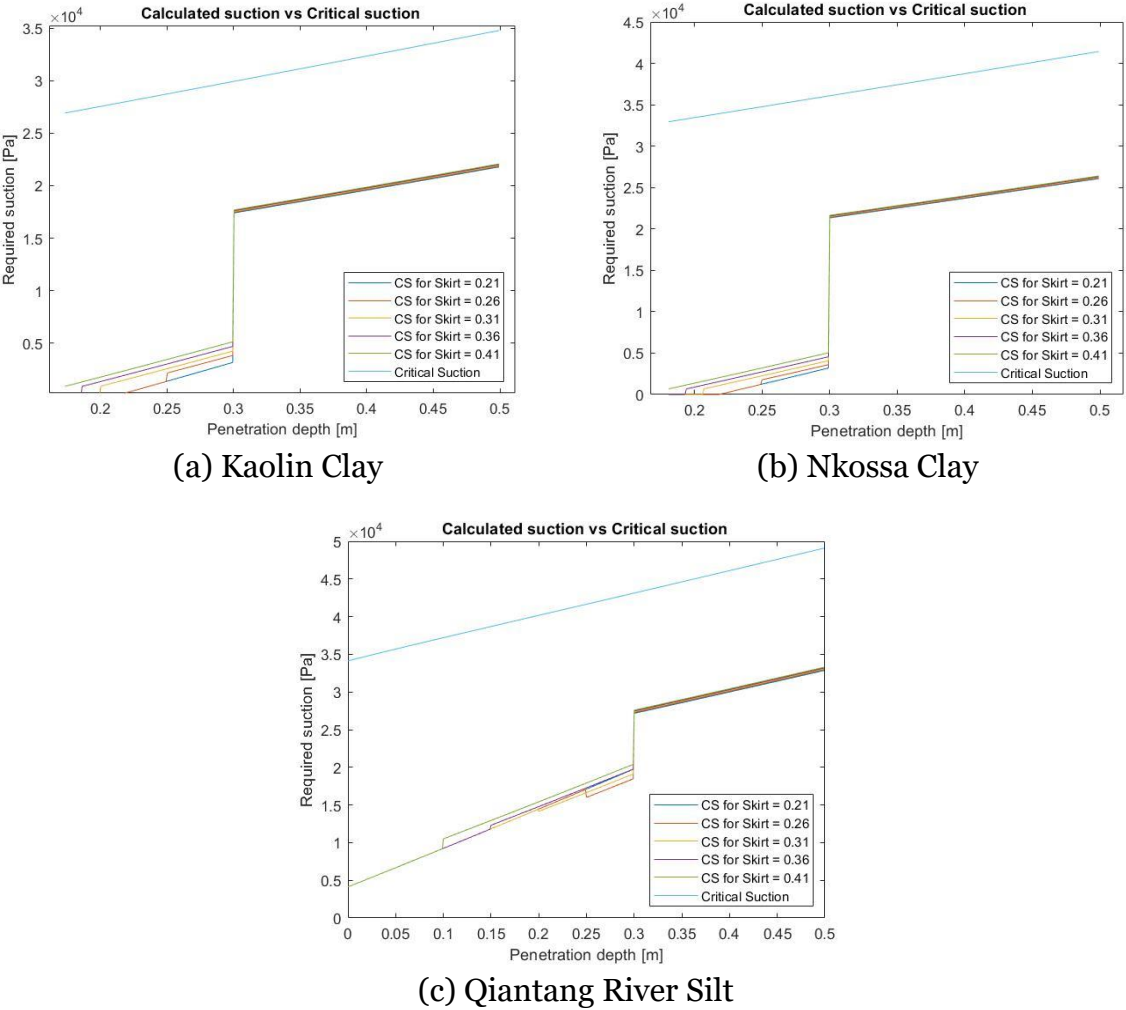 Calculated suction vs Critical suction
×10⁴
3.5
3
2.5
2
1.5
1
0.5
Required suction [Pa]
0.2
0.25
0.3
0.35
0.4
0.45
0.5
Penetration depth [m]
CS for Skirt = 0.21
CS for Skirt = 0.26
CS for Skirt = 0.31
CS for Skirt = 0.36
CS for Skirt = 0.41
Critical Suction
(a) Kaolin Clay
Calculated suction vs Critical suction
×10⁴
4.5
4
3.5
3
2.5
2
1.5
1
0.5
0
Required suction [Pa]
0.2
0.25
0.3
0.35
0.4
0.45
0.5
Penetration depth [m]
CS for Skirt = 0.21
CS for Skirt = 0.26
CS for Skirt = 0.31
CS for Skirt = 0.36
CS for Skirt = 0.41
Critical Suction
(b) Nkossa Clay
Calculated suction vs Critical suction
×10⁴
5
4.5
4
3.5
3
2.5
2
1.5
1
0.5
0
Required suction [Pa]
0
0.05
0.1
0.15
0.2
0.25
0.3
0.35
0.4
0.45
0.5
Penetration depth [m]
CS for Skirt = 0.21
CS for Skirt = 0.26
CS for Skirt = 0.31
CS for Skirt = 0.36
CS for Skirt = 0.41
Critical Suction
(c) Qiantang River Silt